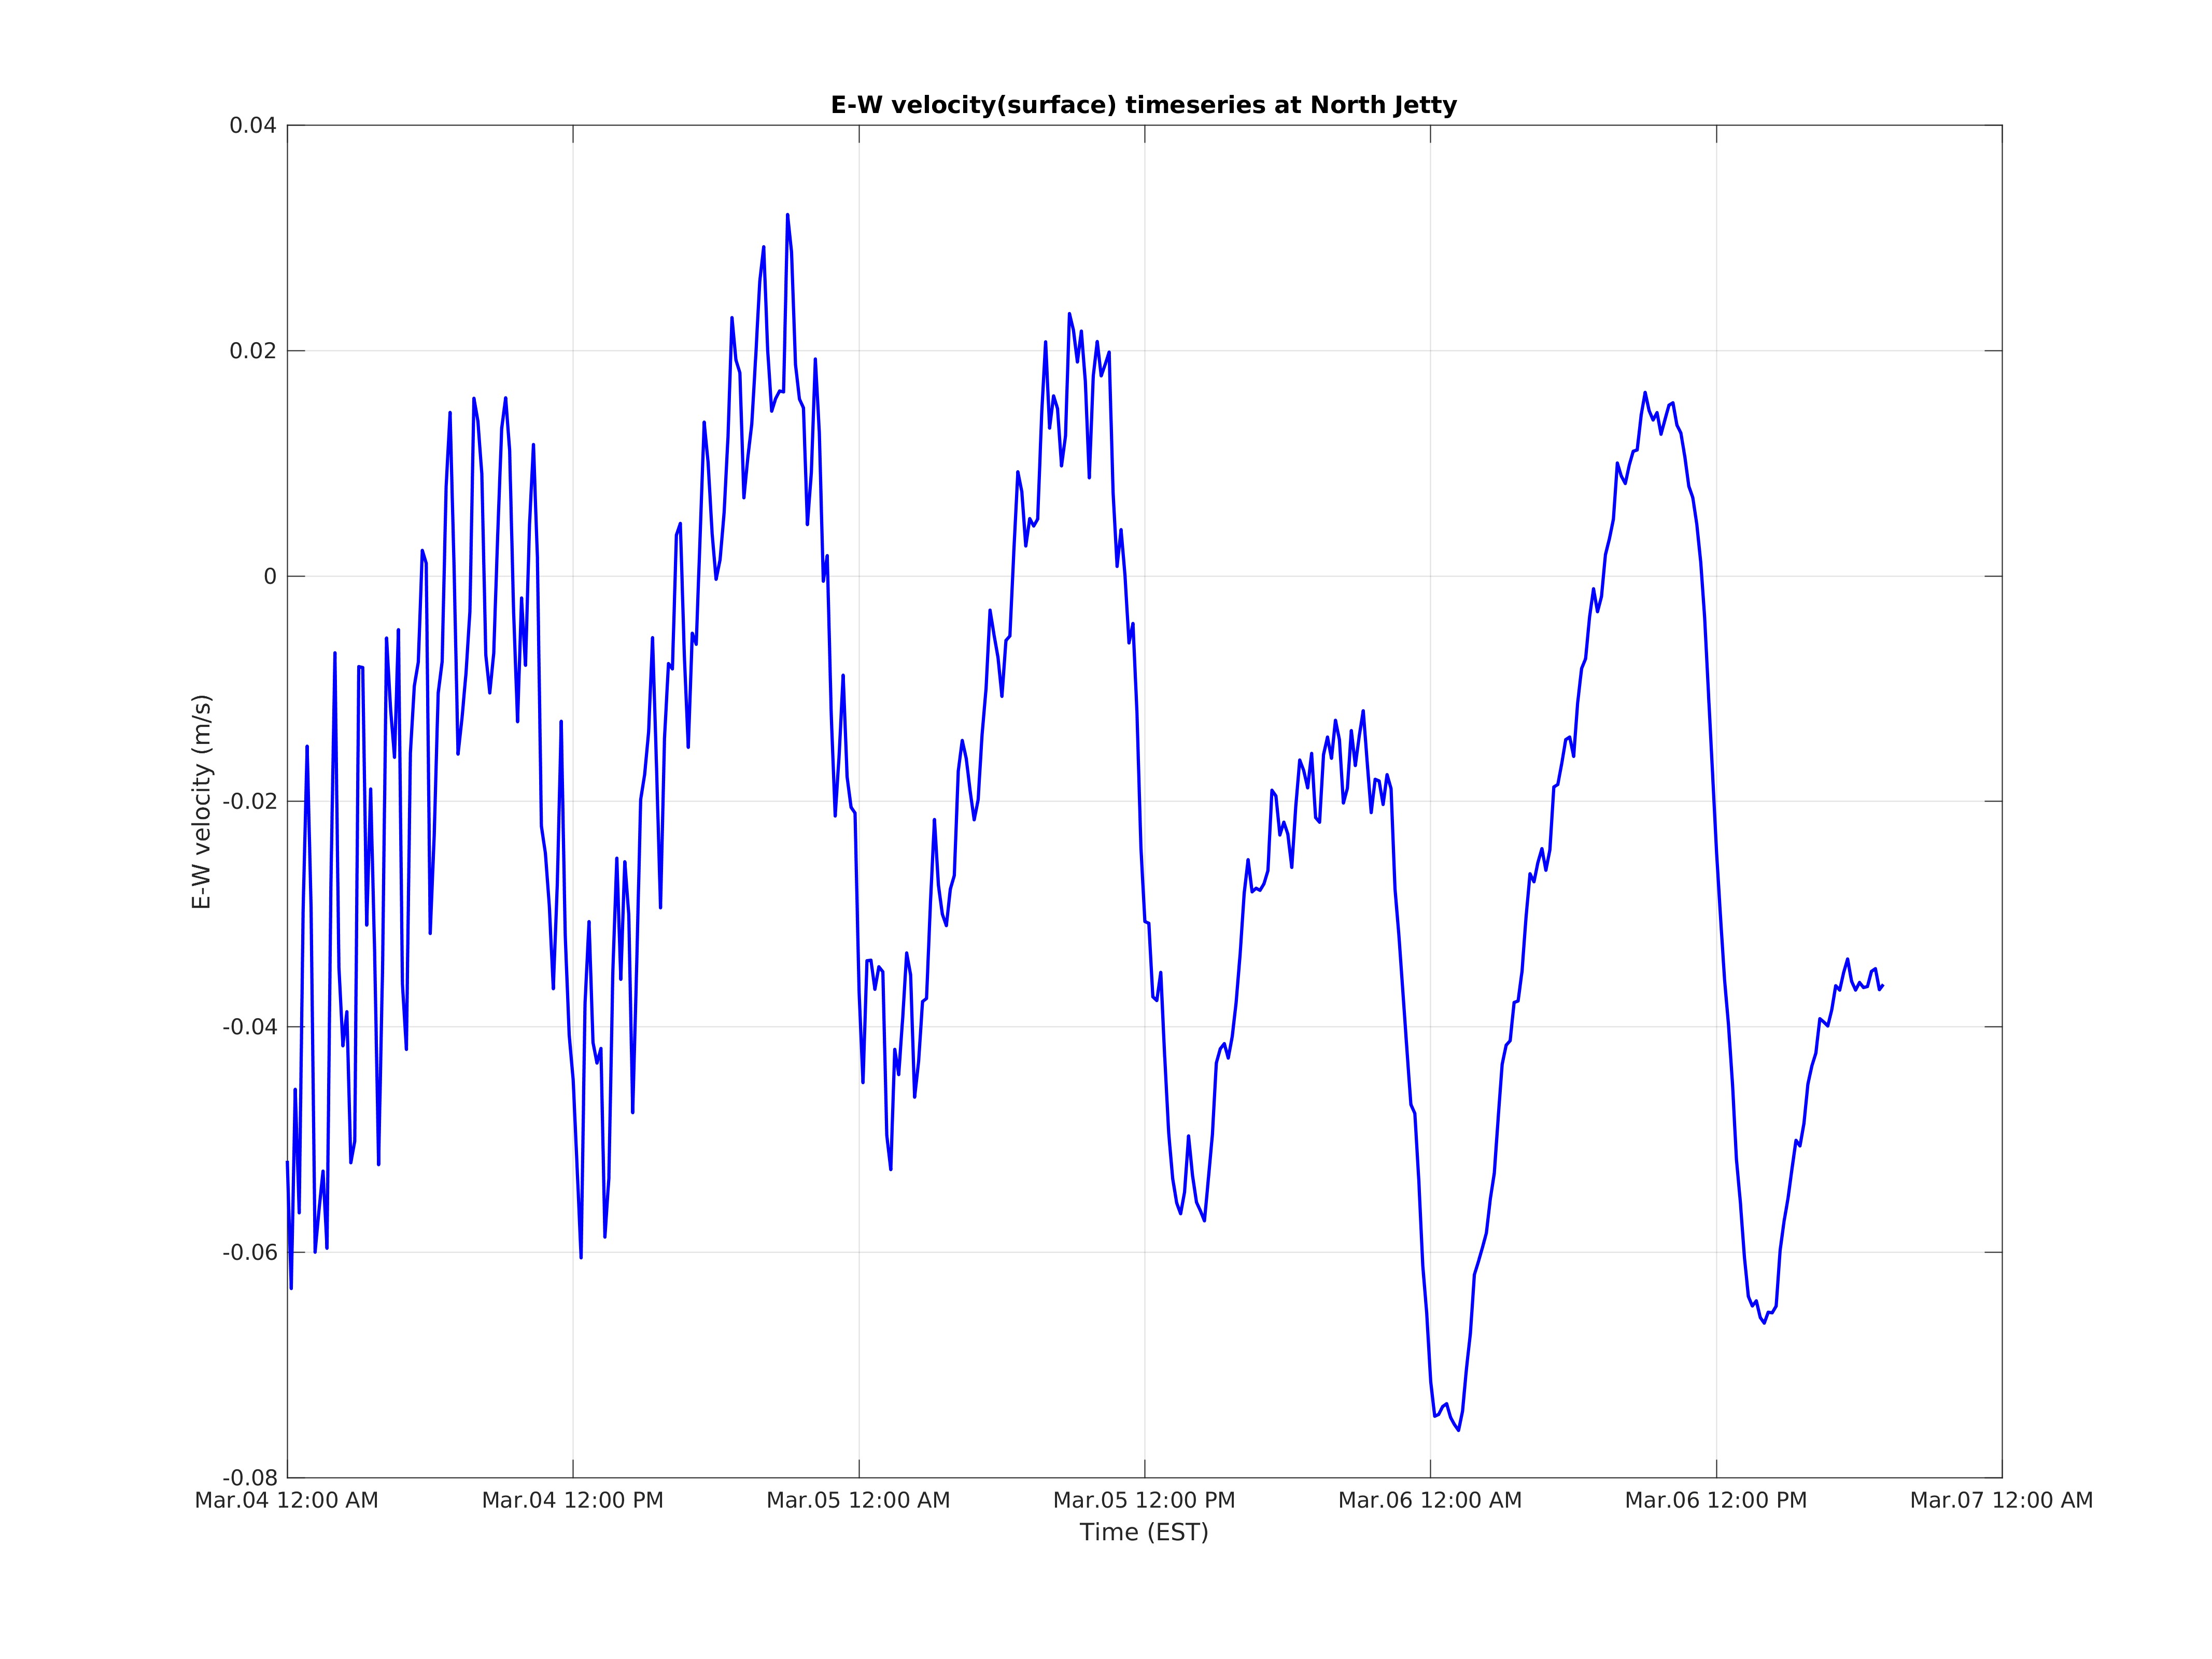 E-W velocity(surface) timeseries at North Jetty
0.04
0.02
0
-0.02
-0.04
-0.06
-0.08
E-W velocity (m/s)
Mar.04 12:00 AM
Mar.04 12:00 PM
Mar.05 12:00 AM
Mar.05 12:00 PM
Mar.06 12:00 AM
Mar.06 12:00 PM
Mar.07 12:00 AM
Time (EST)